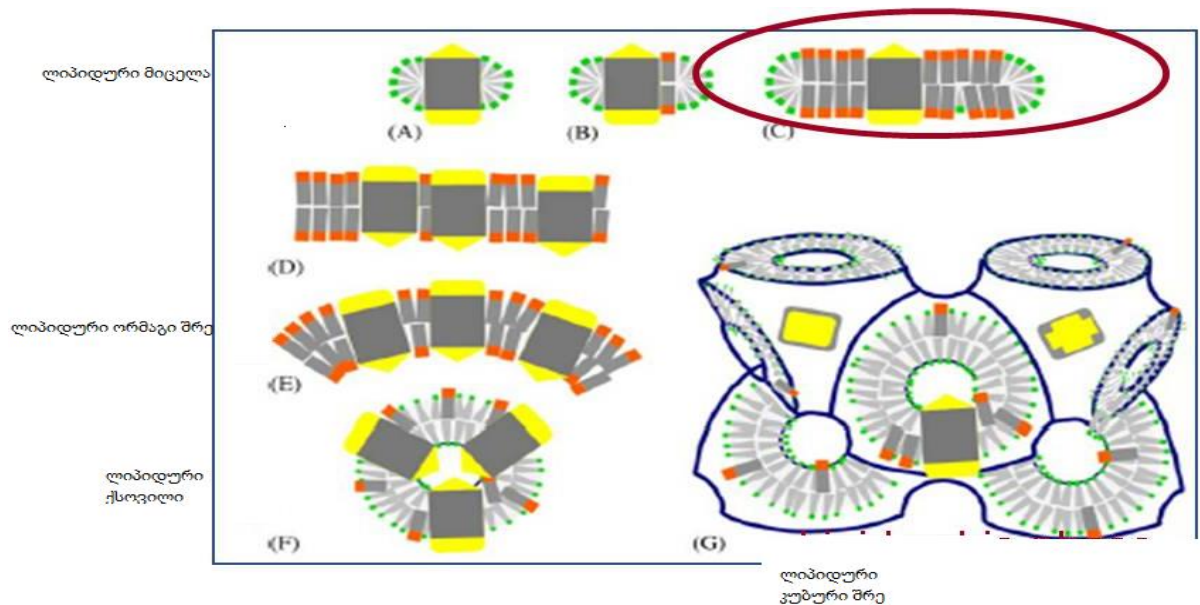 ლიპიდური მიცელა
(A)
(B)
(C)
(D)
ლიპიდური ორმაგი შრე
(E)
ლიპიდური
ქსოვილი
(F)
(G)
ლიპიდური
კუბური შრე